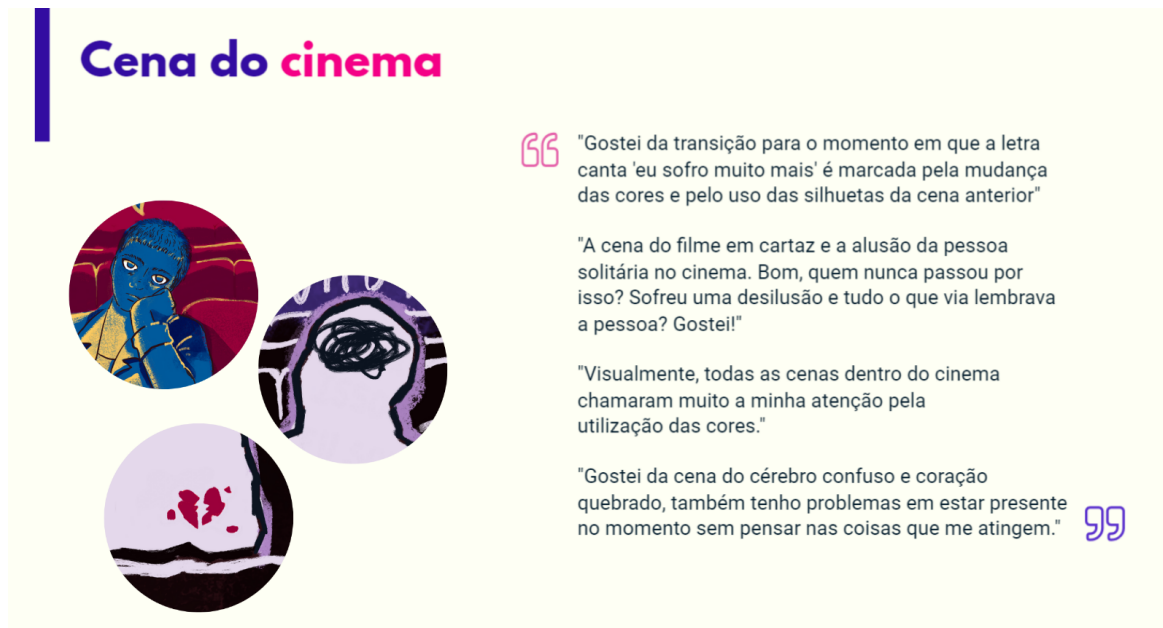 Cena do cinema
"Gostei da transição para o momento em que a letra
canta 'eu sofro muito mais' é marcada pela mudança
das cores e pelo uso das silhuetas da cena anterior"
"A cena do filme em cartaz e a alusão da pessoa
solitária no cinema. Bom, quem nunca passou por
isso? Sofreu uma desilusão e tudo o que via lembrava
a pessoa? Gostei!"
"Visualmente, todas as cenas dentro do cinema
chamaram muito a minha atenção pela
utilização das cores."
"Gostei da cena do cérebro confuso e coração
quebrado, também tenho problemas em estar presente
no momento sem pensar nas coisas que me atingem."